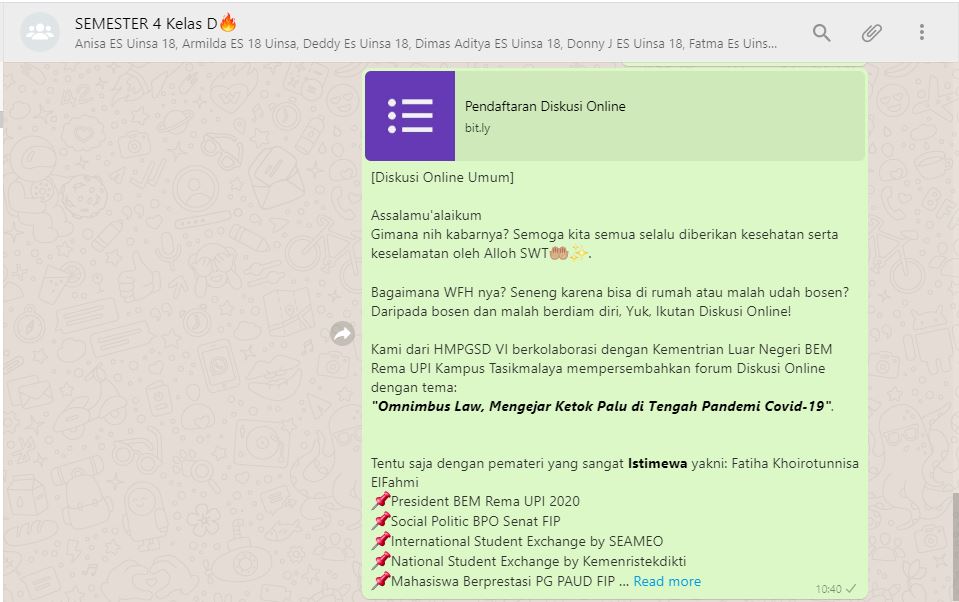 SEMESTER 4 Kelas D🔥
Anisa ES Uinsa 18, Armilda ES 18 Uinsa, Deddy Es Uinsa 18, Dimas Aditya ES Uinsa 18, Donny J ES Uinsa 18, Fatma Es Uins...
Pendaftaran Diskusi Online
bit.ly
[Diskusi Online Umum]
Assalamu'alaikum
Gimana nih kabarnya? Semoga kita semua selalu diberikan kesehatan serta
keselamatan oleh Alloh SWT🤲✨.
Bagaimana WFH nya? Seneng karena bisa di rumah atau malah udah bosen?
Daripada bosen dan malah berdiam diri, Yuk, Ikutan Diskusi Online!
Kami dari HMPGSD VI berkolaborasi dengan Kementrian Luar Negeri BEM
Rema UPI Kampus Tasikmalaya mempersembahkan forum Diskusi Online
dengan tema:
"Omnimbus Law, Mengejar Ketok Palu di Tengah Pandemi Covid-19".
Tentu saja dengan pemateri yang sangat Istimewa yakni: Fatiha Khoirotunnisa
ElFahmi
📌President BEM Rema UPI 2020
📌Social Politic BPO Senat FIP
📌International Student Exchange by SEAMEO
📌National Student Exchange by Kemenristekdikti
📌Mahasiswa Berprestasi PG PAUD FIP ... Read more
10:40